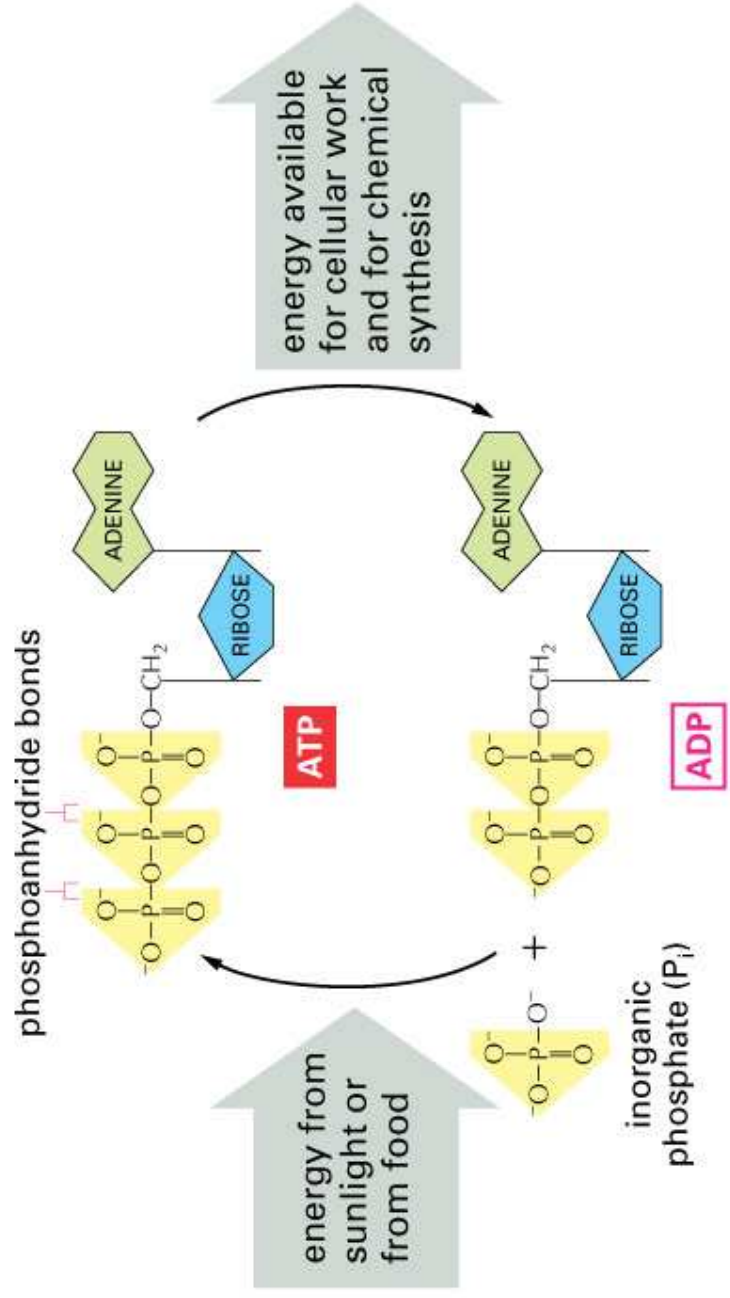 phosphoanhydride bonds
O⁻ O⁻ O⁻
⁻O–P–O–P–O–P–O–CH₂
O O O
ADENINE
RIBOSE
ATP
energy from
sunlight or
from food
energy available
for cellular work
and for chemical
synthesis
O⁻
⁻O–P–O⁻
O
+
O⁻ O⁻
⁻O–P–O–P–O–CH₂
O O
ADENINE
RIBOSE
inorganic
phosphate (Pᵢ)
ADP